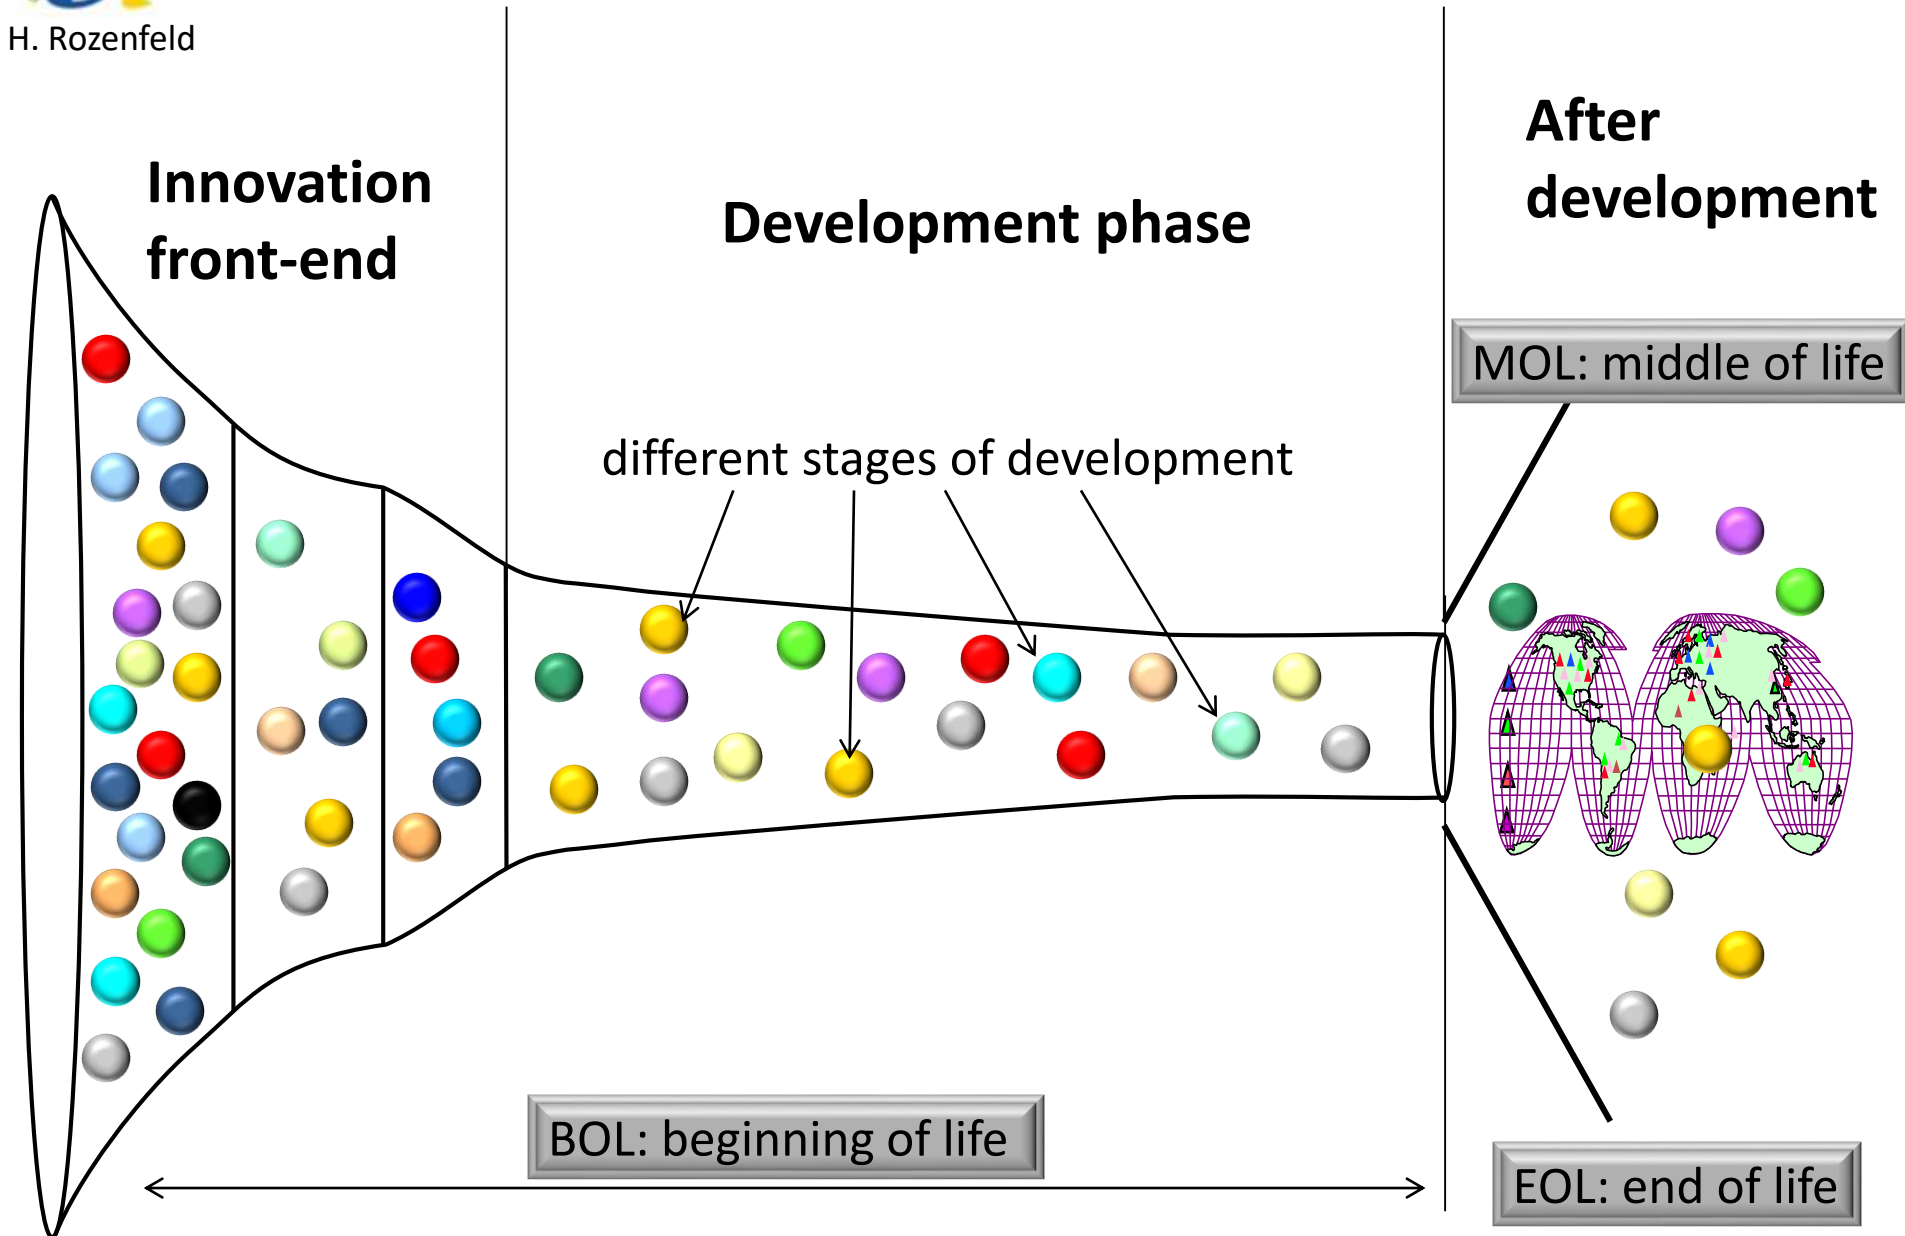 H. Rozenfeld
Innovation
front-end
Development phase
After
development
MOL: middle of life
different stages of development
BOL: beginning of life
EOL: end of life